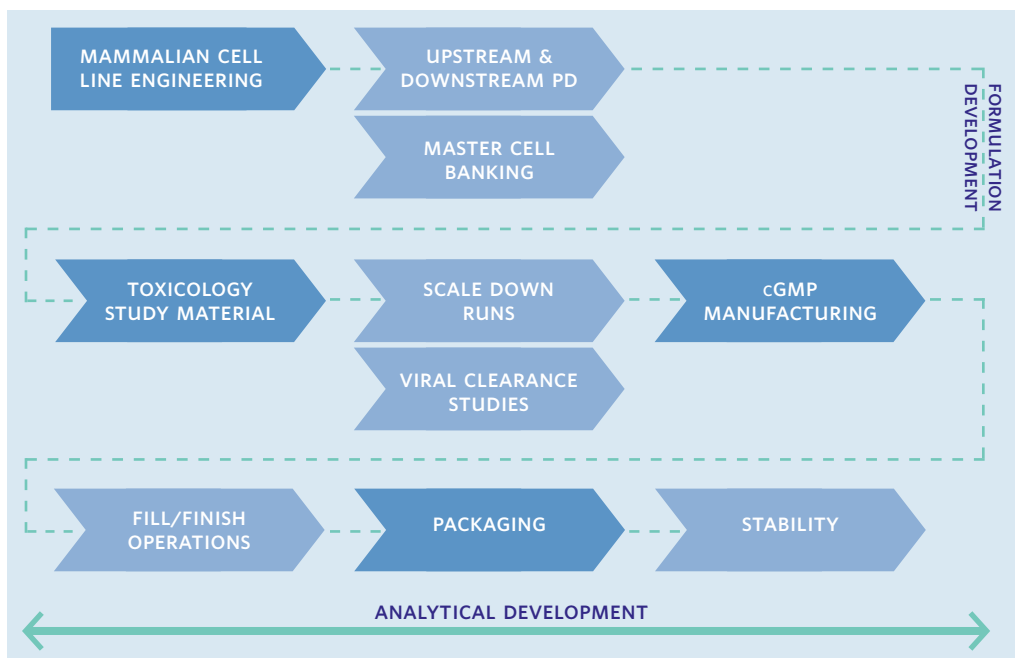 MAMMALIAN CELL
LINE ENGINEERING
UPSTREAM &
DOWNSTREAM PD
MASTER CELL
BANKING
FORMULATION
DEVELOPMENT
TOXICOLOGY
STUDY MATERIAL
SCALE DOWN
RUNS
cGMP
MANUFACTURING
VIRAL CLEARANCE
STUDIES
FILL/FINISH
OPERATIONS
PACKAGING
STABILITY
ANALYTICAL DEVELOPMENT